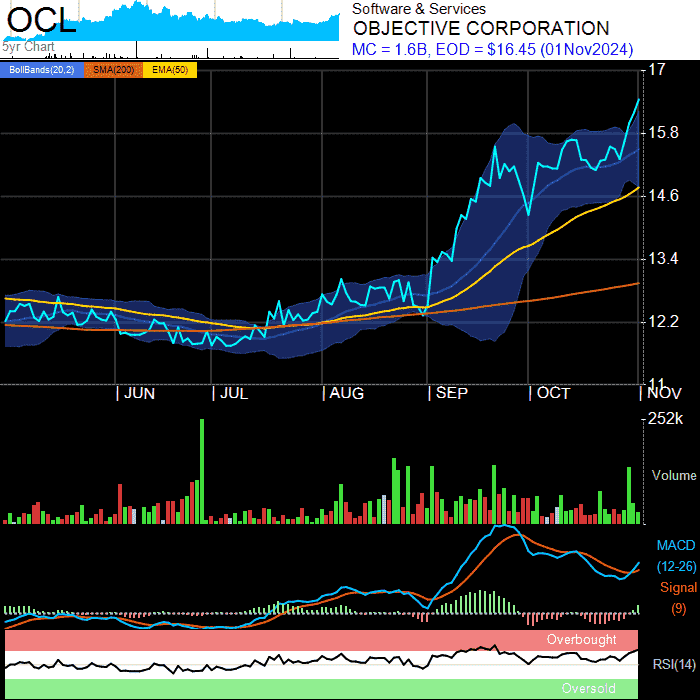 OCL
5yr Chart
Software & Services
OBJECTIVE CORPORATION
MC = 1.6B, EOD = $16.45 (01Nov2024)
BollBands(20,2) SMA(200) EMA(50)
17
15.8
14.6
13.4
12.2
11
JUN JUL AUG SEP OCT NOV
252k
Volume
MACD
(12-26)
Signal
(9)
Overbought
RSI(14)
Oversold